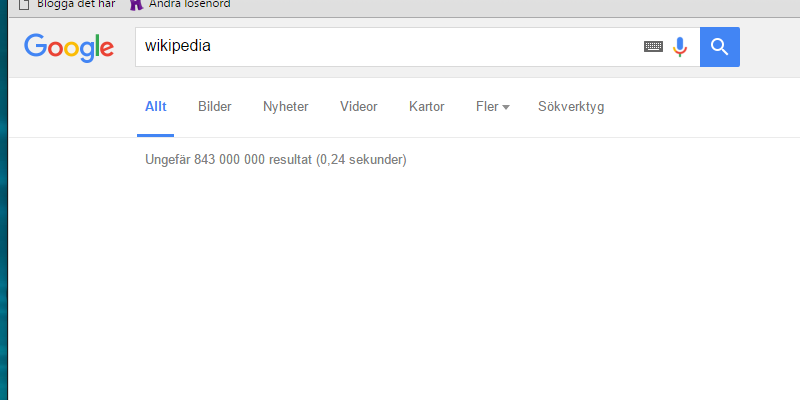 Blogga det här Ändra lösenord
Google wikipedia
Allt Bilder Nyheter Videor Kartor Fler Sökverktyg
Ungefär 843 000 000 resultat (0,24 sekunder)